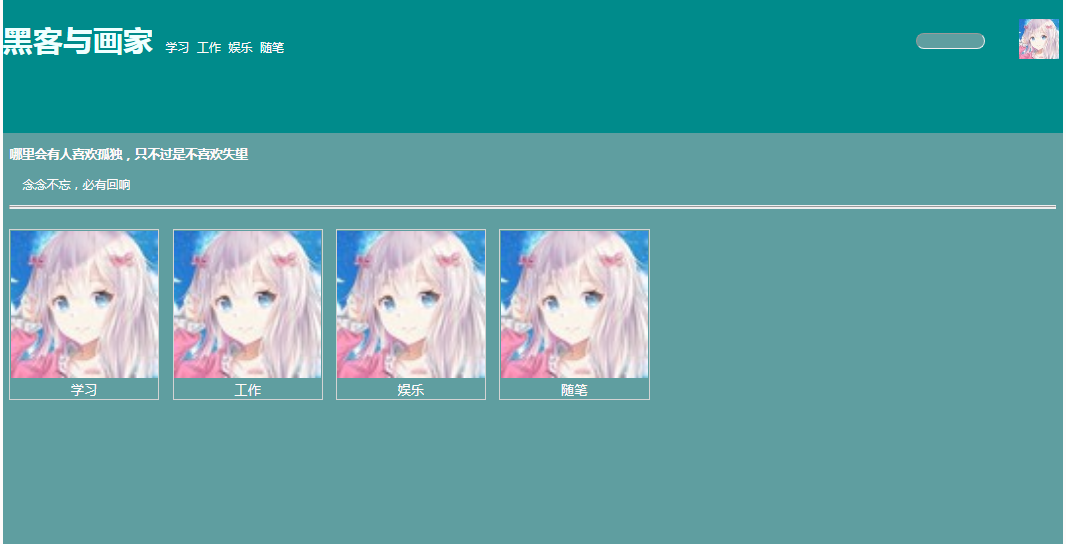 黑客与画家 学习 工作 娱乐 随笔
哪里会有人喜欢孤独，只不过是不喜欢失望
念念不忘，必有回响
学习 工作 娱乐 随笔